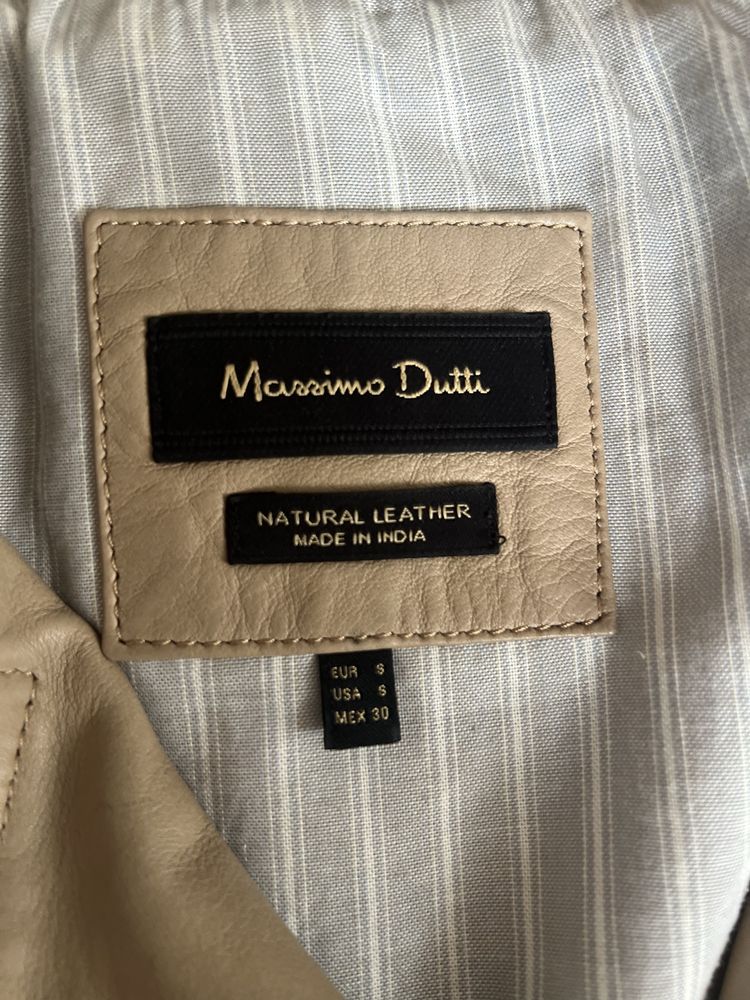 Massimo Dutti
NATURAL LEATHER
MADE IN INDIA
EUR S
USA S
MEX 30